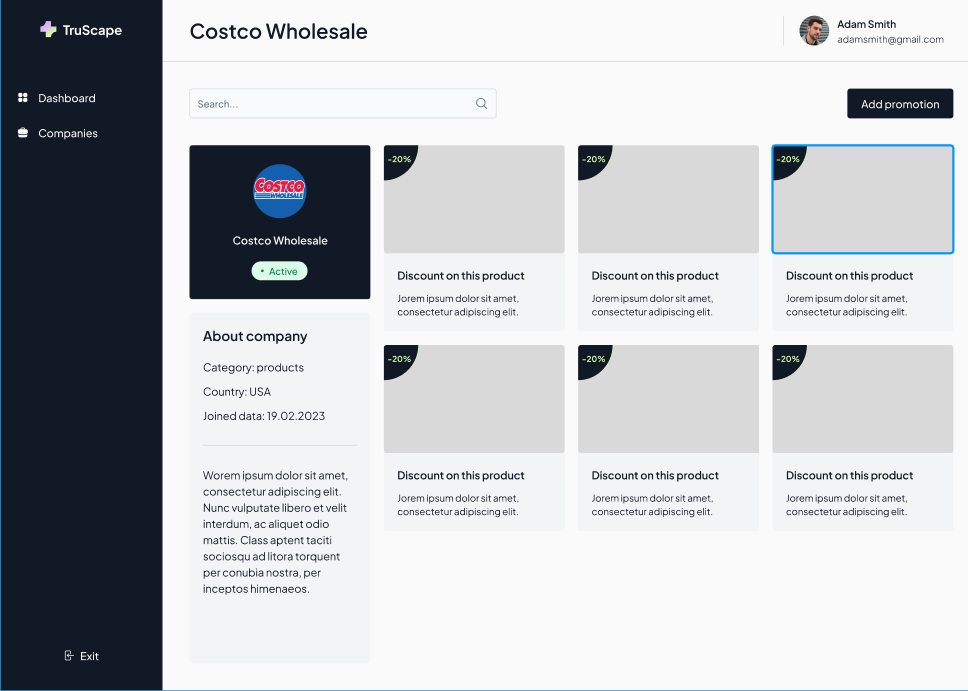 TruScape
Costco Wholesale
Adam Smith
adamsmith@gmail.com
Dashboard
Companies
Search...
Add promotion
COSTCO
WHOLESALE
Costco Wholesale
• Active
About company
Category: products
Country: USA
Joined data: 19.02.2023
Worem ipsum dolor sit amet,
consectetur adipiscing elit.
Nunc vulputate libero et velit
interdum, ac aliquet odio
mattis. Class aptent taciti
sociosqu ad litora torquent
per conubia nostra, per
inceptos himenaeos.
-20%
Discount on this product
Jorem ipsum dolor sit amet,
consectetur adipiscing elit.
-20%
Discount on this product
Jorem ipsum dolor sit amet,
consectetur adipiscing elit.
-20%
Discount on this product
Jorem ipsum dolor sit amet,
consectetur adipiscing elit.
-20%
Discount on this product
Jorem ipsum dolor sit amet,
consectetur adipiscing elit.
-20%
Discount on this product
Jorem ipsum dolor sit amet,
consectetur adipiscing elit.
-20%
Discount on this product
Jorem ipsum dolor sit amet,
consectetur adipiscing elit.
Exit